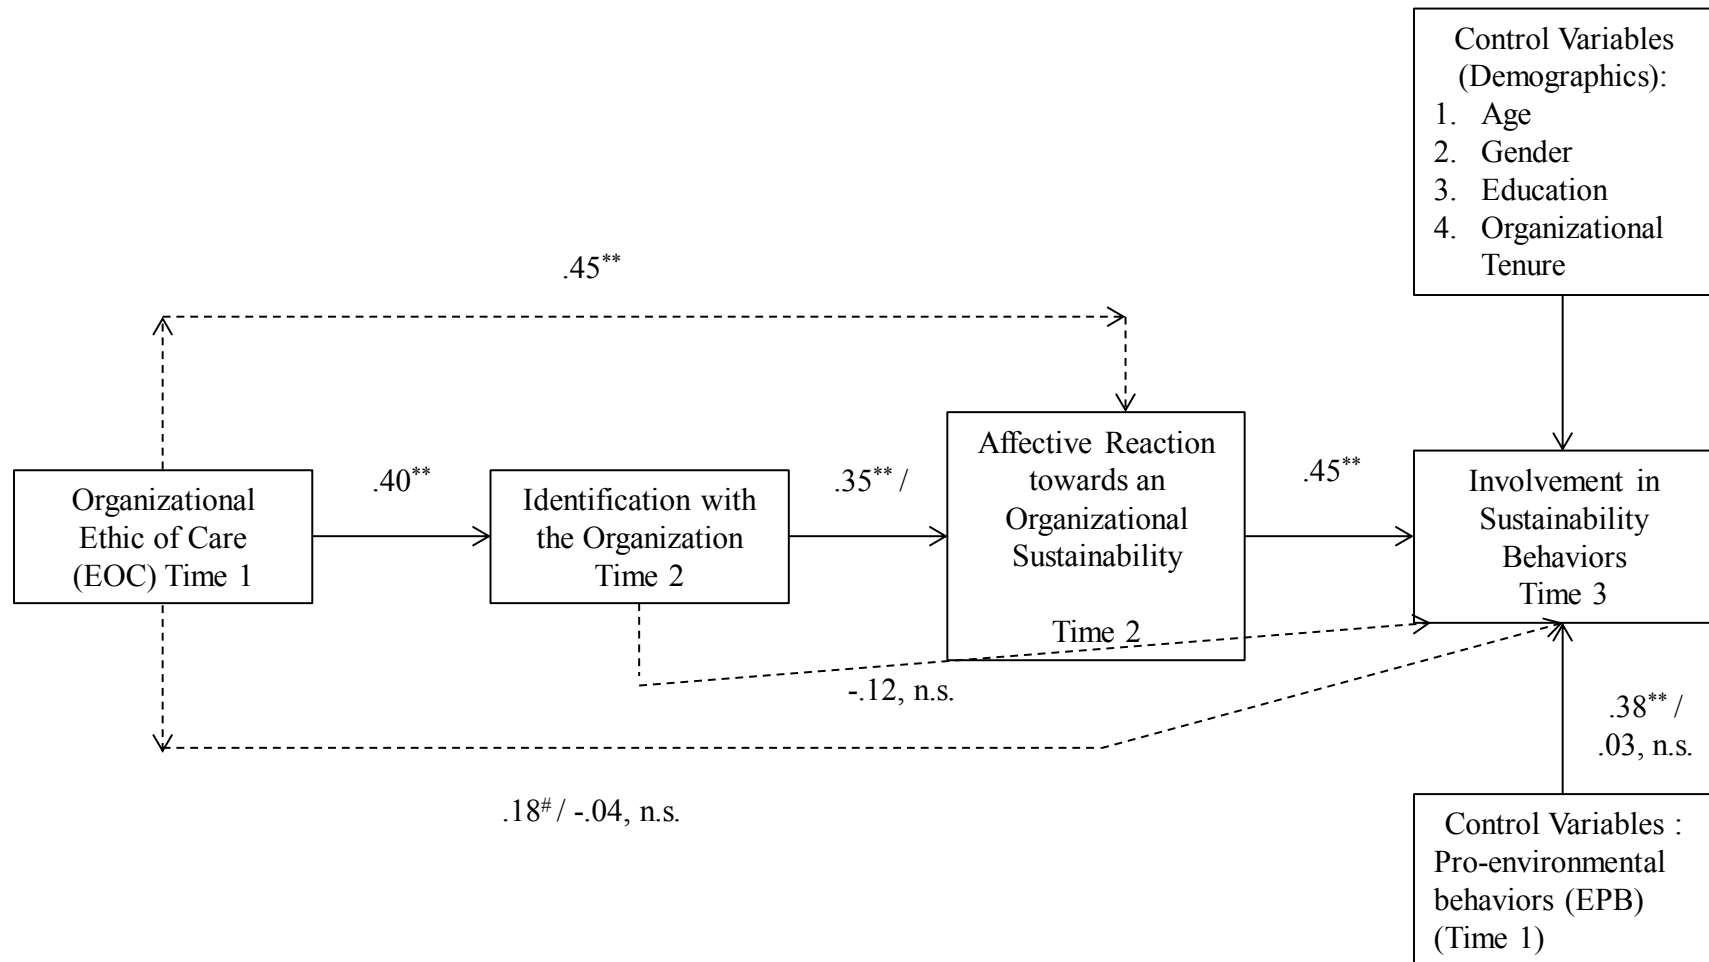 Control Variables
(Demographics):
1. Age
2. Gender
3. Education
4. Organizational
Tenure
.45**
Organizational
Ethic of Care
(EOC) Time 1
.40**
Identification with
the Organization
Time 2
.35** /
Affective Reaction
towards an
Organizational
Sustainability
Time 2
.45**
Involvement in
Sustainability
Behaviors
Time 3
-.12, n.s.
.18# / -.04, n.s.
.38** /
.03, n.s.
Control Variables :
Pro-environmental
behaviors (EPB)
(Time 1)